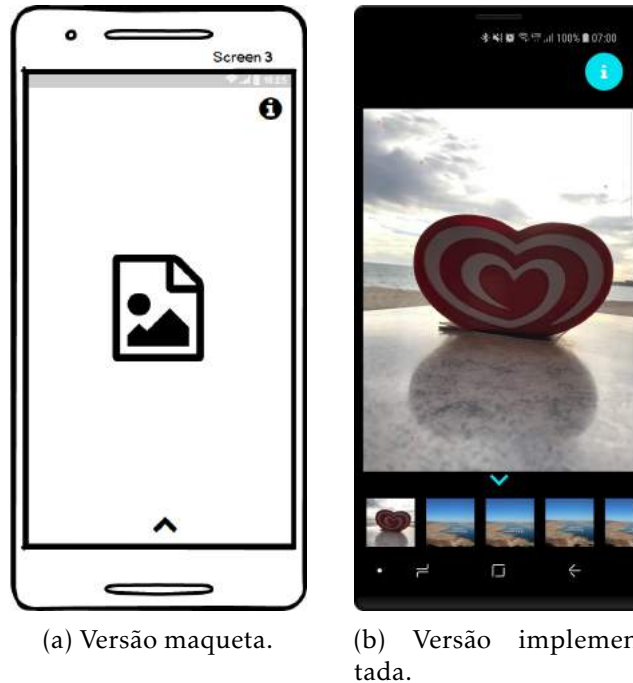 Screen 3
100% 07:00
i
i
(a) Versão maqueta.
(b) Versão implemen
tada.